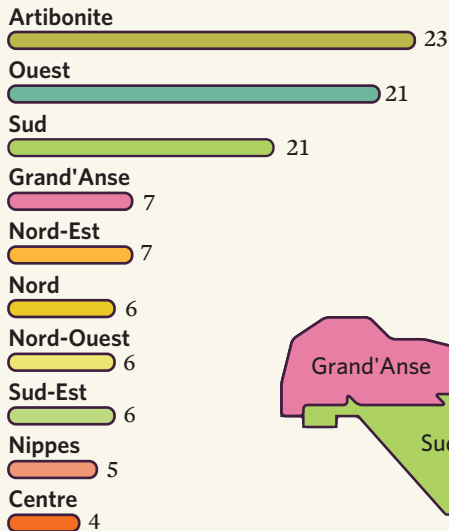 Artibonite
23
Ouest
21
Sud
21
Grand'Anse
7
Nord-Est
7
Nord
6
Nord-Ouest
6
Sud-Est
6
Nippes
5
Centre
4
Grand'Anse